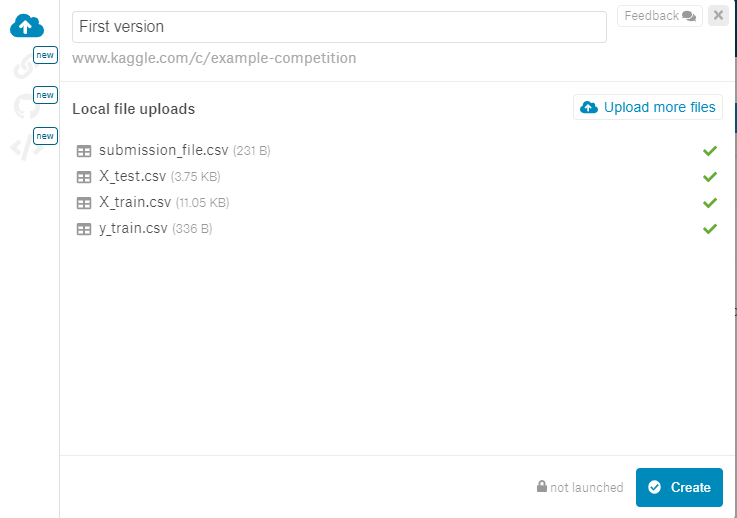 First version
Feedback
new
www.kaggle.com/c/example-competition
new
Local file uploads
Upload more files
new
submission_file.csv (231 B)
X_test.csv (3.75 KB)
X_train.csv (11.05 KB)
y_train.csv (336 B)
not launched
Create